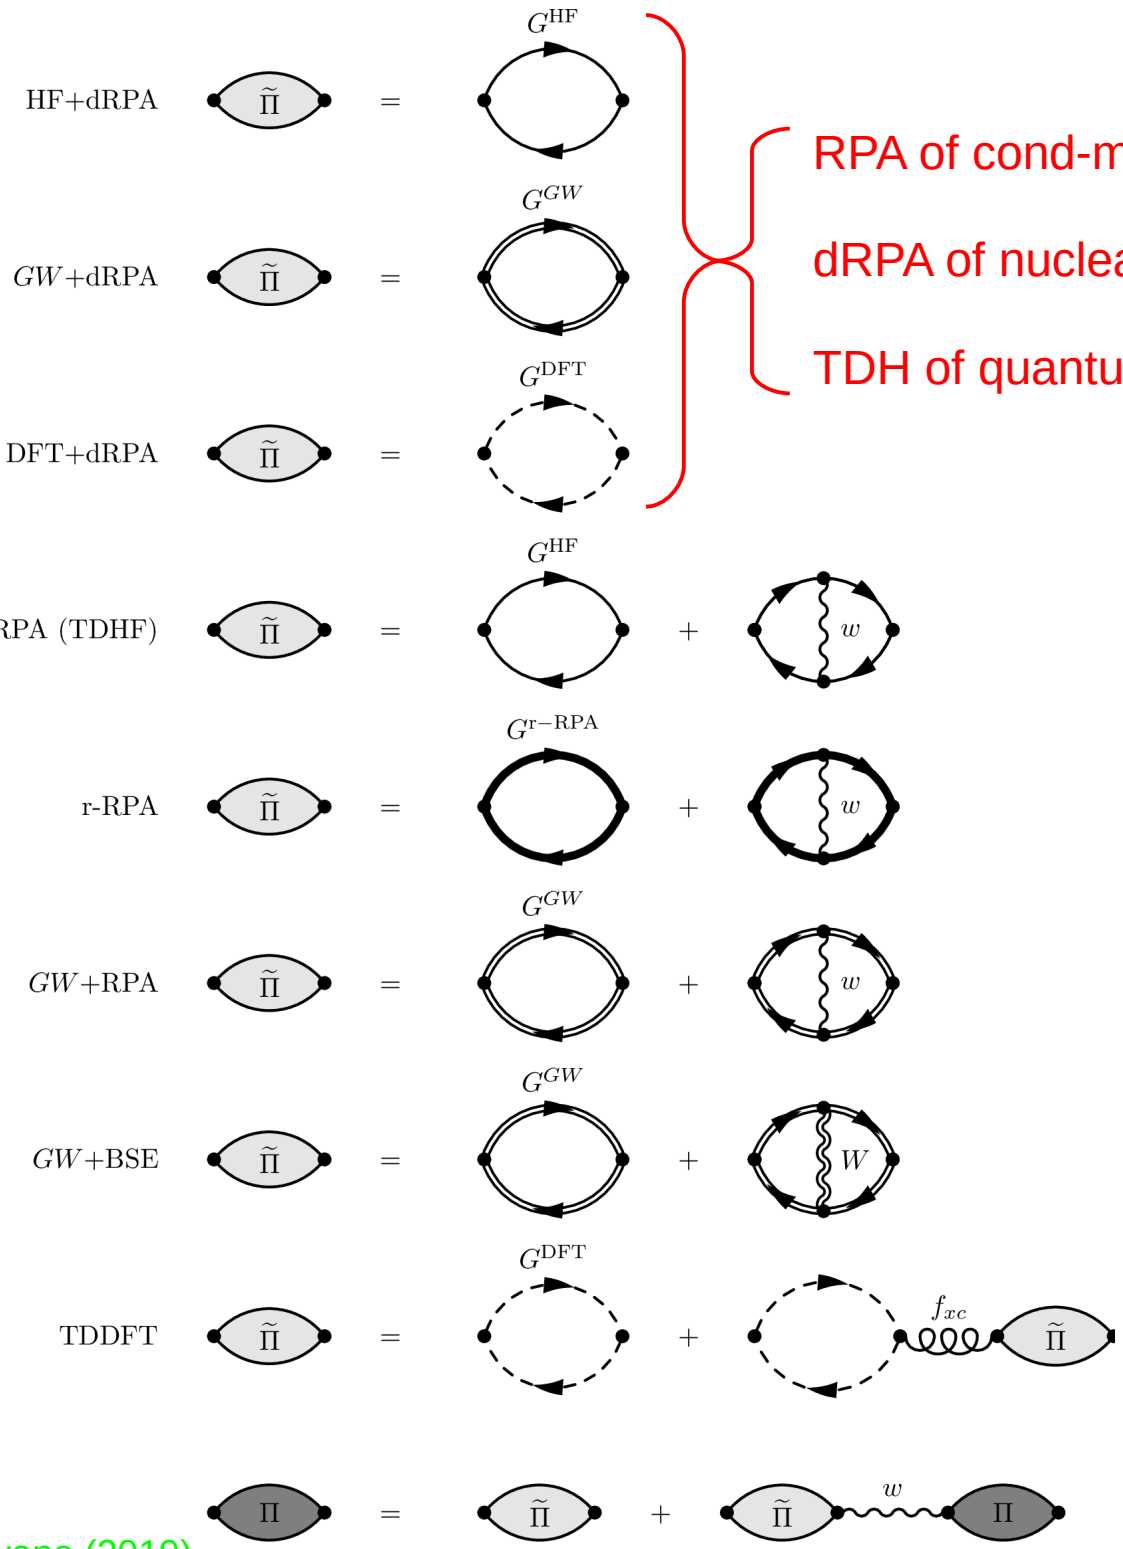 G^HF
HF+dRPA Π̃ =
RPA of cond-m
G^GW
GW+dRPA Π̃ =
dRPA of nuclea
G^DFT
TDH of quantu
DFT+dRPA Π̃ =
G^HF
RPA (TDHF) Π̃ = + w
G^r−RPA
r-RPA Π̃ = + w
G^GW
GW+RPA Π̃ = + w
G^GW
GW+BSE Π̃ = + W
G^DFT
f_xc
TDDFT Π̃ = + Π̃
w
Π = Π̃ + Π̃ Π
(2019)